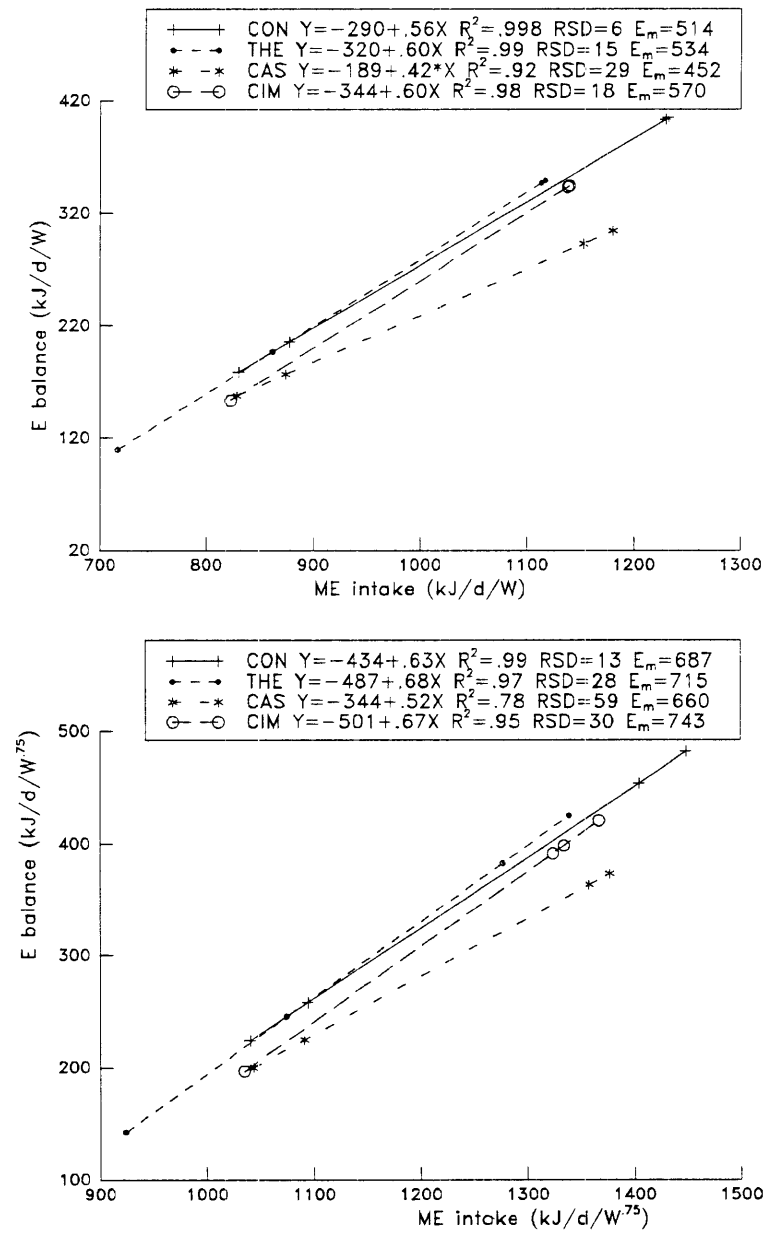 CON Y=-290+.56X R²=.998 RSD=6 Eₘ=514
THE Y=-320+.60X R²=.99 RSD=15 Eₘ=534
CAS Y=-189+.42*X R²=.92 RSD=29 Eₘ=452
CIM Y=-344+.60X R²=.98 RSD=18 Eₘ=570
420
320
220
120
20
E balance (kJ/d/W)
700 800 900 1000 1100 1200 1300
ME intake (kJ/d/W)
CON Y=-434+.63X R²=.99 RSD=13 Eₘ=687
THE Y=-487+.68X R²=.97 RSD=28 Eₘ=715
CAS Y=-344+.52X R²=.78 RSD=59 Eₘ=660
CIM Y=-501+.67X R²=.95 RSD=30 Eₘ=743
500
400
300
200
100
E balance (kJ/d/W^.75)
900 1000 1100 1200 1300 1400 1500
ME intake (kJ/d/W^.75)